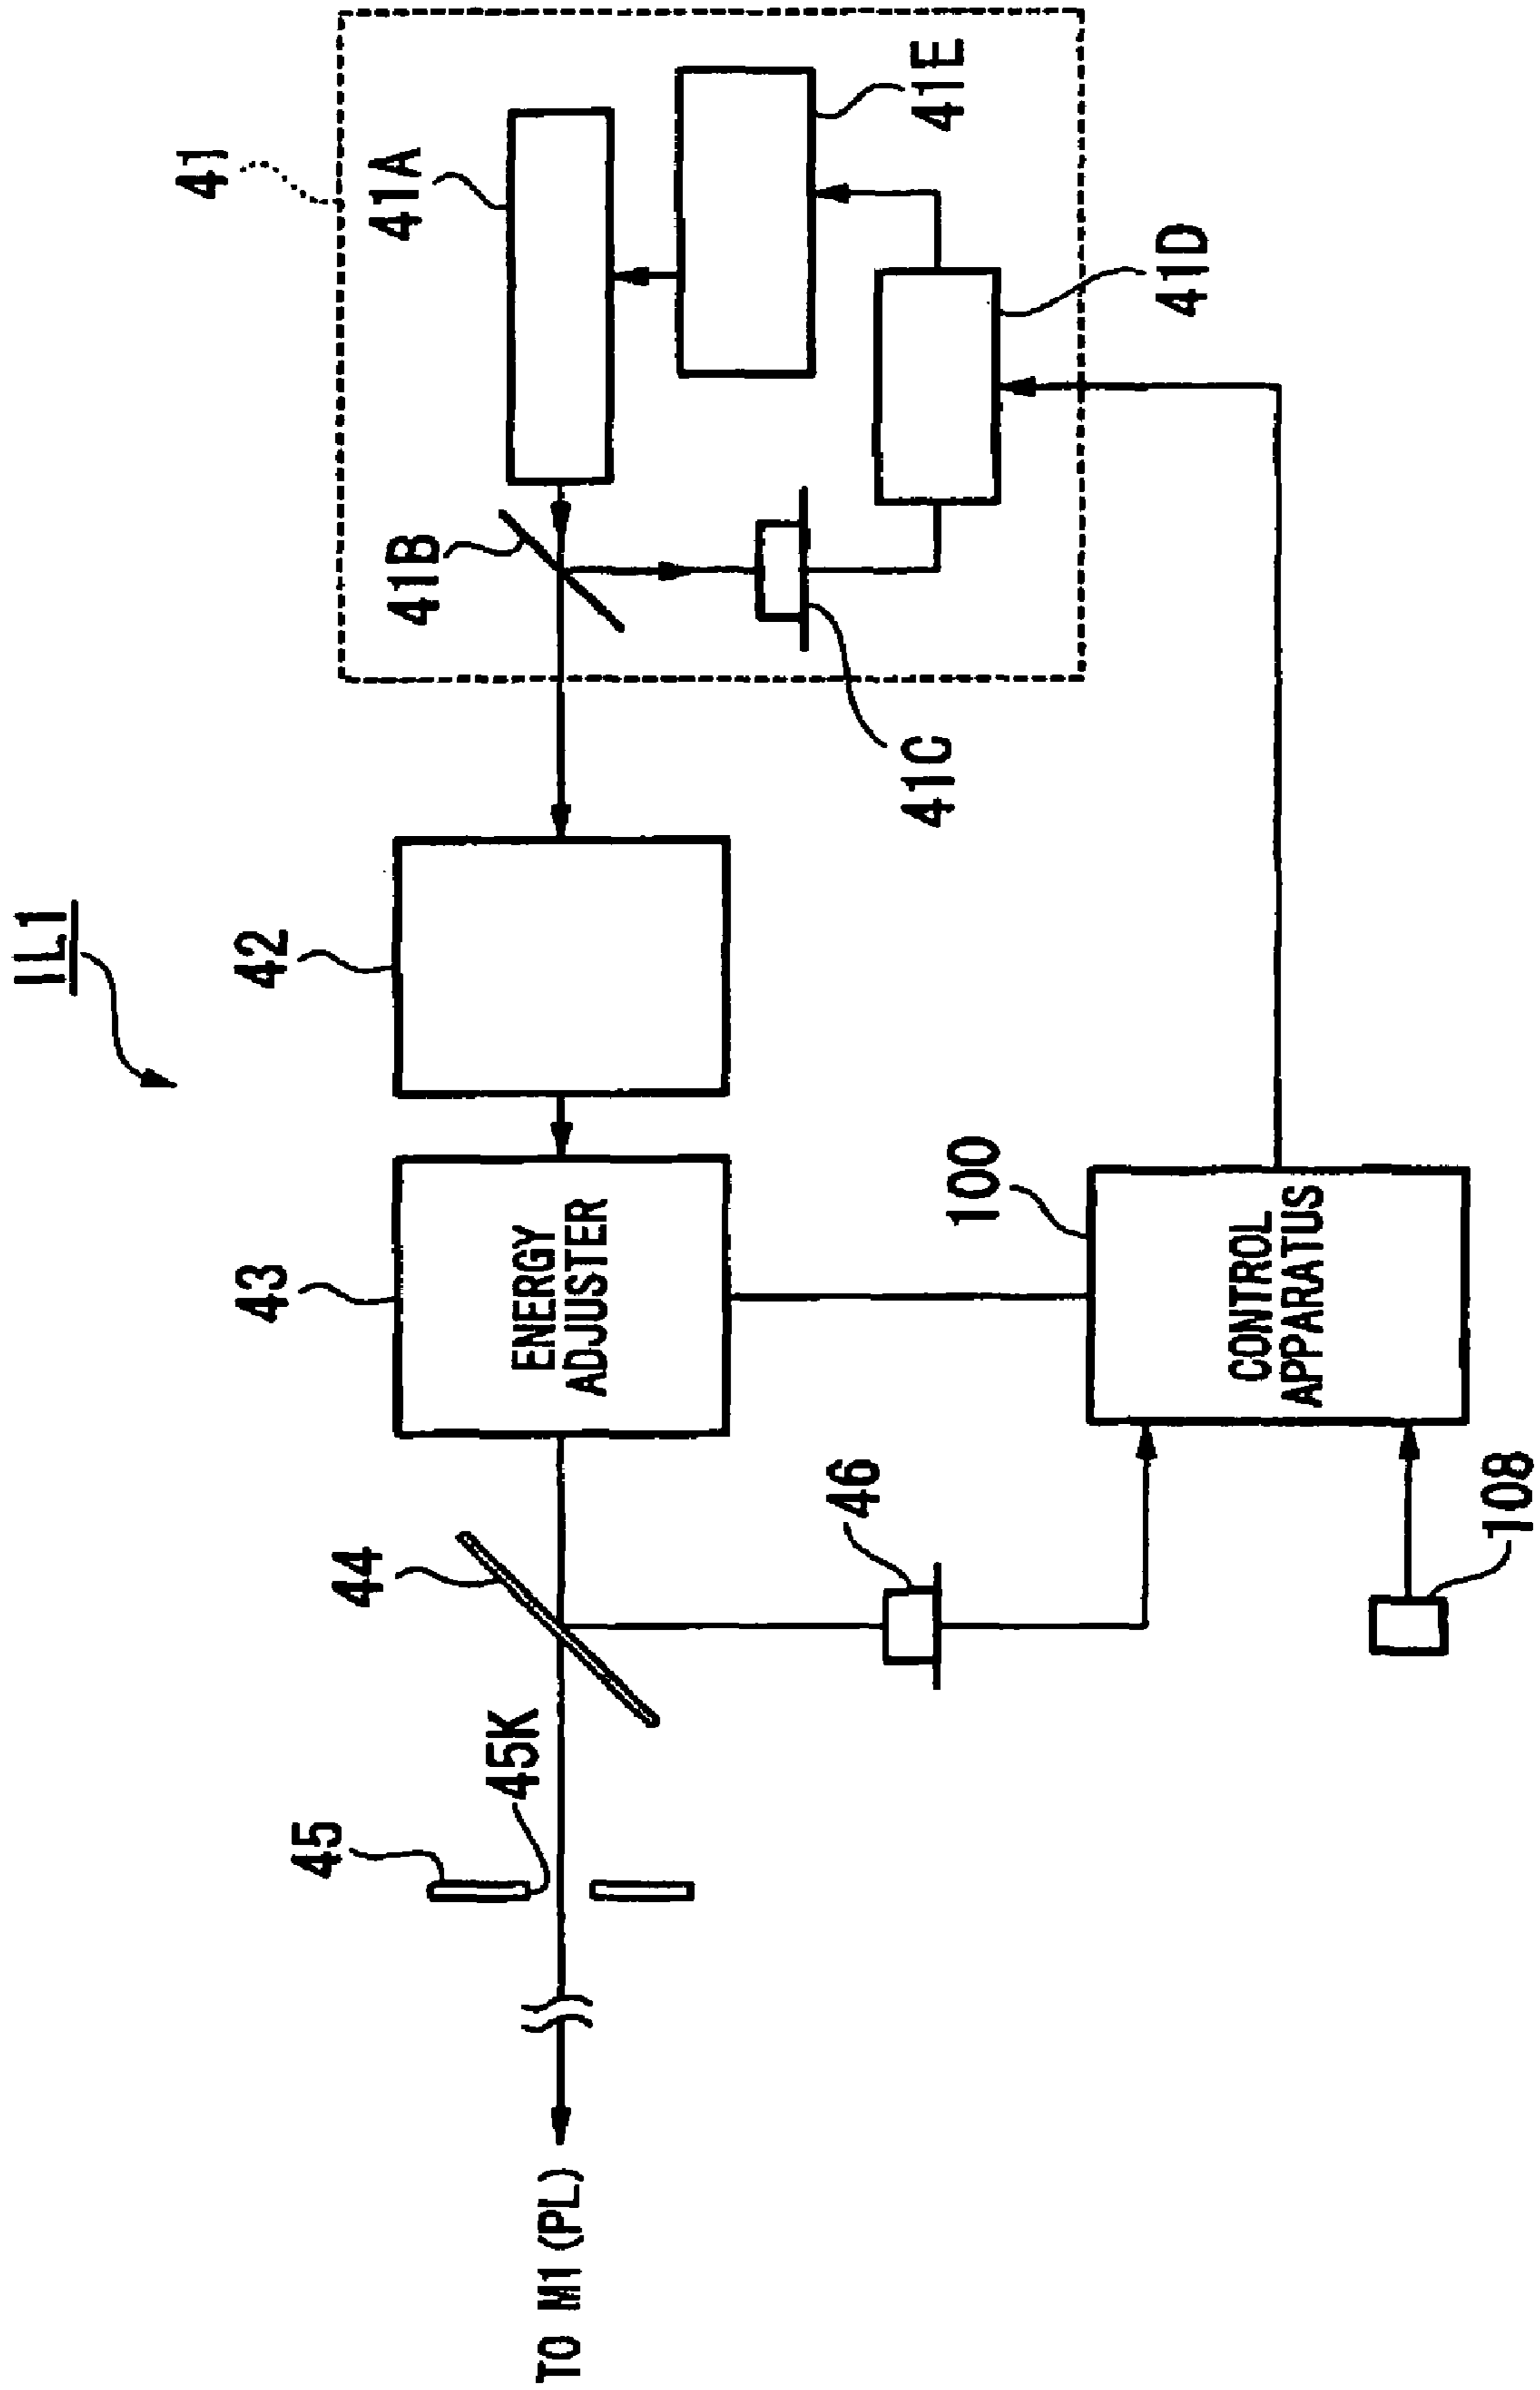 IL1
41
41A
41E
41B
41D
41C
42
43
ENERGY
ADJUSTER
44
45K
45
46
100
CONTROL
APPARATUS
108
TO M1(PL)